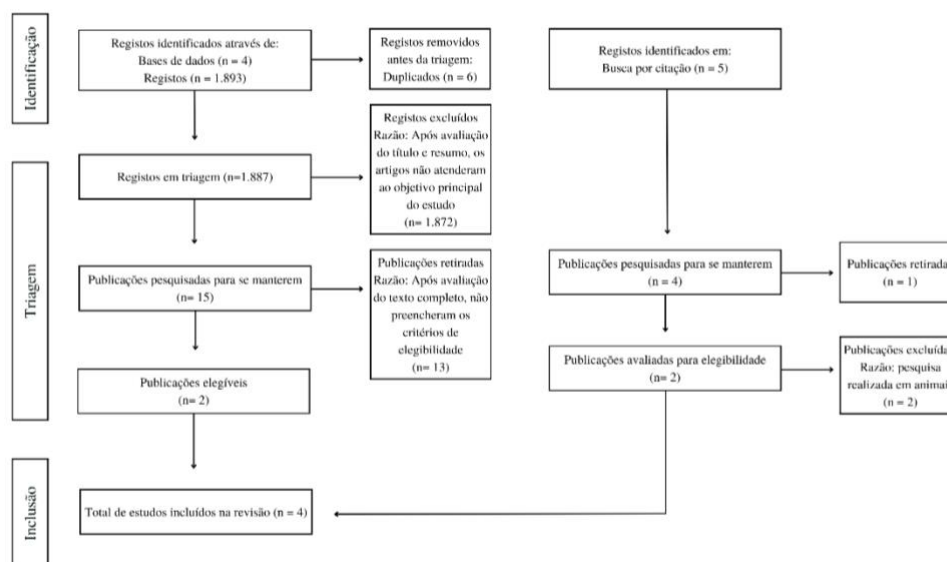 Identificação
Registos identificados através de:
Bases de dados (n = 4)
Registos (n = 1.893)
Registos removidos
antes da triagem:
Duplicados (n = 6)
Registos identificados em:
Busca por citação (n = 5)
Triagem
Registos em triagem (n=1.887)
Registos excluídos
Razão: Após avaliação
do título e resumo, os
artigos não atenderam
ao objetivo principal
do estudo
(n= 1.872)
Publicações pesquisadas para se manterem
(n= 15)
Publicações retiradas
Razão: Após avaliação
do texto completo, não
preencheram os
critérios de
elegibilidade
(n= 13)
Publicações pesquisadas para se manterem
(n = 4)
Publicações retirada
(n = 1)
Publicações elegíveis
(n= 2)
Publicações avaliadas para elegibilidade
(n= 2)
Publicações excluída
Razão: pesquisa
realizada em animai
(n = 2)
Inclusão
Total de estudos incluídos na revisão (n = 4)